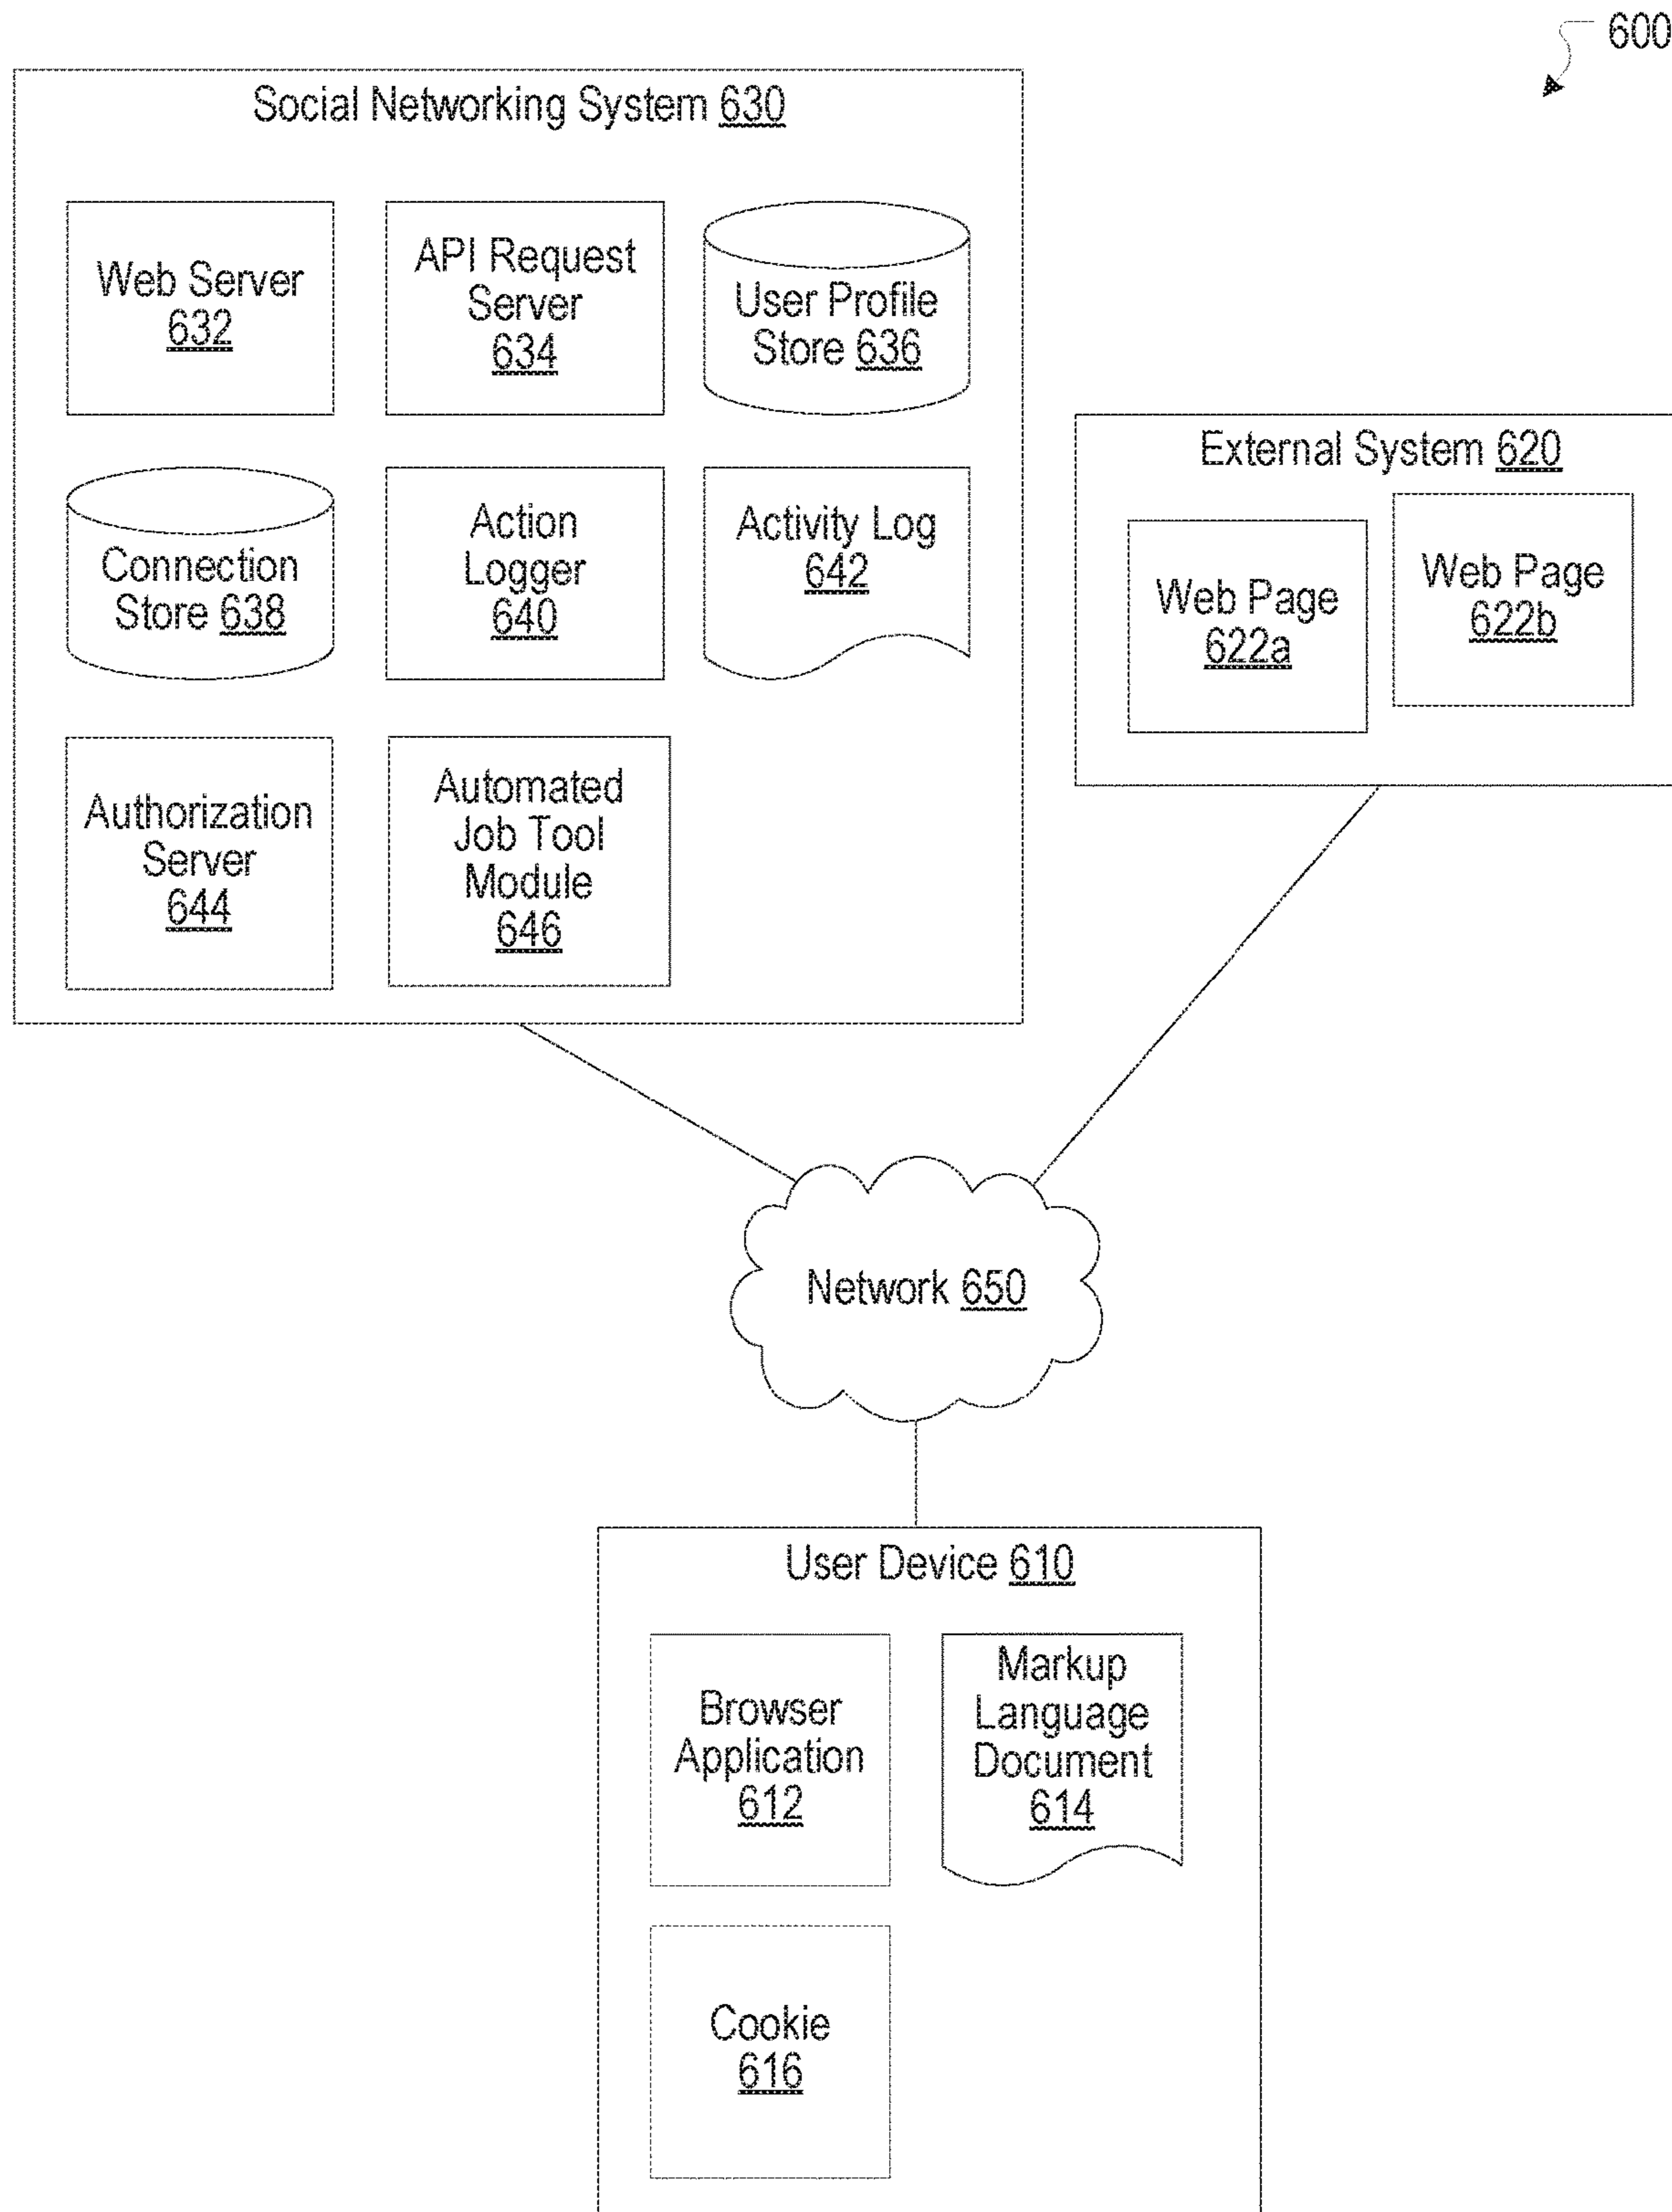 600
Social Networking System 630
Web Server
632
API Request
Server
634
User Profile
Store 636
Connection
Store 638
Action
Logger
640
Activity Log
642
Authorization
Server
644
Automated
Job Tool
Module
646
External System 620
Web Page
622a
Web Page
622b
Network 650
User Device 610
Browser
Application
612
Markup
Language
Document
614
Cookie
616